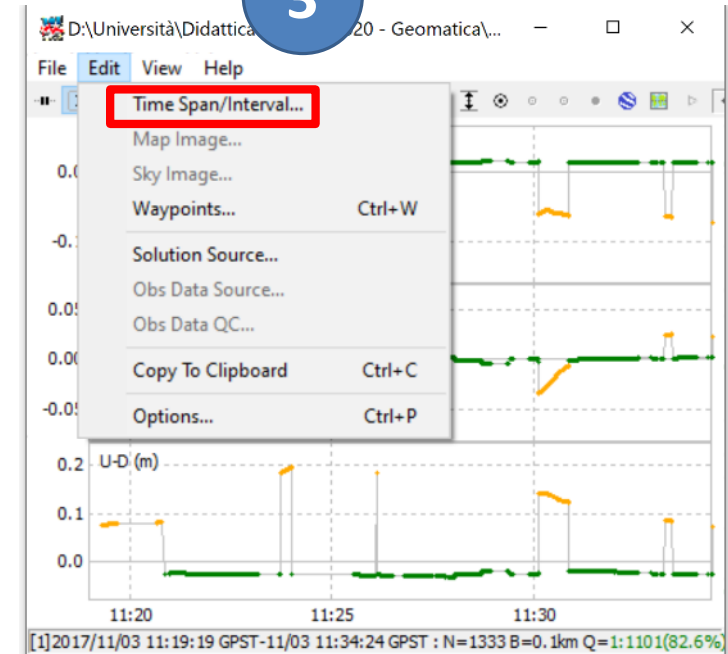 3
D:\Università\Didattica 20 - Geomatica\...
File Edit View Help
Time Span/Interval...
Map Image...
Sky Image...
Waypoints... Ctrl+W
Solution Source...
Obs Data Source...
Obs Data QC...
Copy To Clipboard Ctrl+C
Options... Ctrl+P
0.0
-0.
0.05
0.00
-0.05
U-D (m)
0.2
0.1
0.0
11:20 11:25 11:30
[1]2017/11/03 11:19:19 GPST-11/03 11:34:24 GPST : N=1333 B=0.1km Q=1:1101(82.6%)